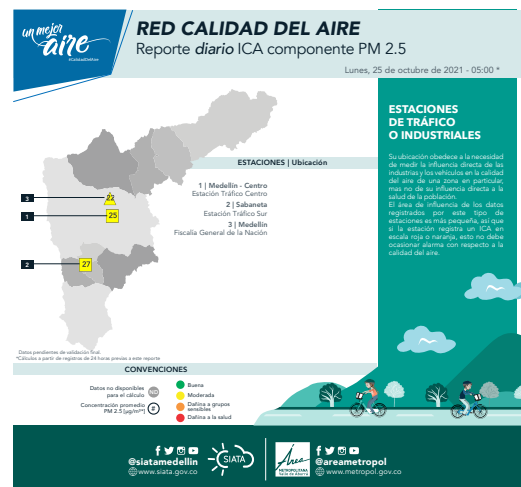 un mejor
aire
#CalidadDelAire
RED CALIDAD DEL AIRE
Reporte diario ICA componente PM 2.5
Lunes, 25 de octubre de 2021 - 05:00 *
3
22
1
25
2
27
ESTACIONES | Ubicación
1 | Medellín - Centro
Estación Tráfico Centro
2 | Sabaneta
Estación Tráfico Sur
3 | Medellín
Fiscalía General de la Nación
ESTACIONES
DE TRÁFICO
O INDUSTRIALES
Su ubicación obedece a la necesidad
de medir la influencia directa de las
industrias y los vehículos en la calidad
del aire de una zona en particular,
mas no de su influencia directa a la
salud de la población.
El área de influencia de los datos
registrados por este tipo de
estaciones es más pequeña, así que
si la estación registra un ICA en
escala roja o naranja, esto no debe
ocasionar alarma con respecto a la
calidad del aire.
Datos pendientes de validación final.
*Cálculos a partir de registros de 24 horas previas a este reporte
CONVENCIONES
Datos no disponibles
para el cálculo
Concentración promedio
PM 2.5 [µg/m³]
#
Buena
Moderada
Dañina a grupos
sensibles
Dañina a la salud
@siatamedellin
www.siata.gov.co
SIATA
Área
METROPOLITANA
Valle de Aburrá
@areametropol
www.metropol.gov.co